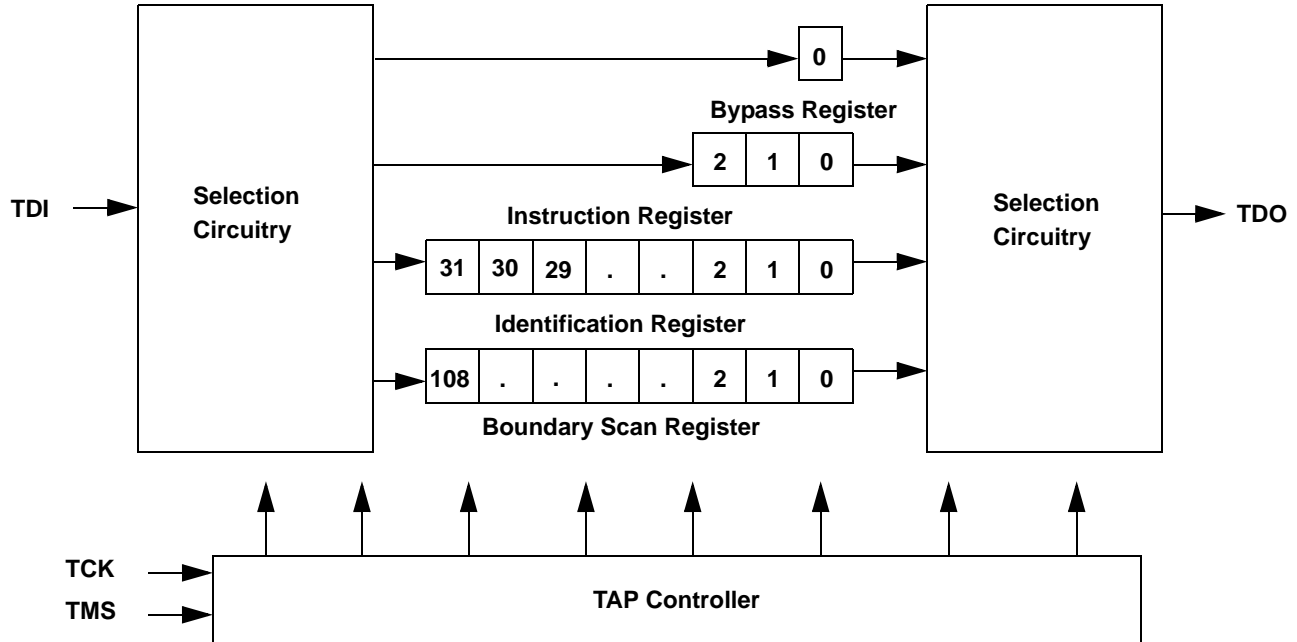 0
Bypass Register
2 1 0
Selection
Circuitry
Selection
Circuitry
TDI
TDO
Instruction Register
31 30 29 . . 2 1 0
Identification Register
108 . . . . 2 1 0
Boundary Scan Register
TCK
TMS
TAP Controller